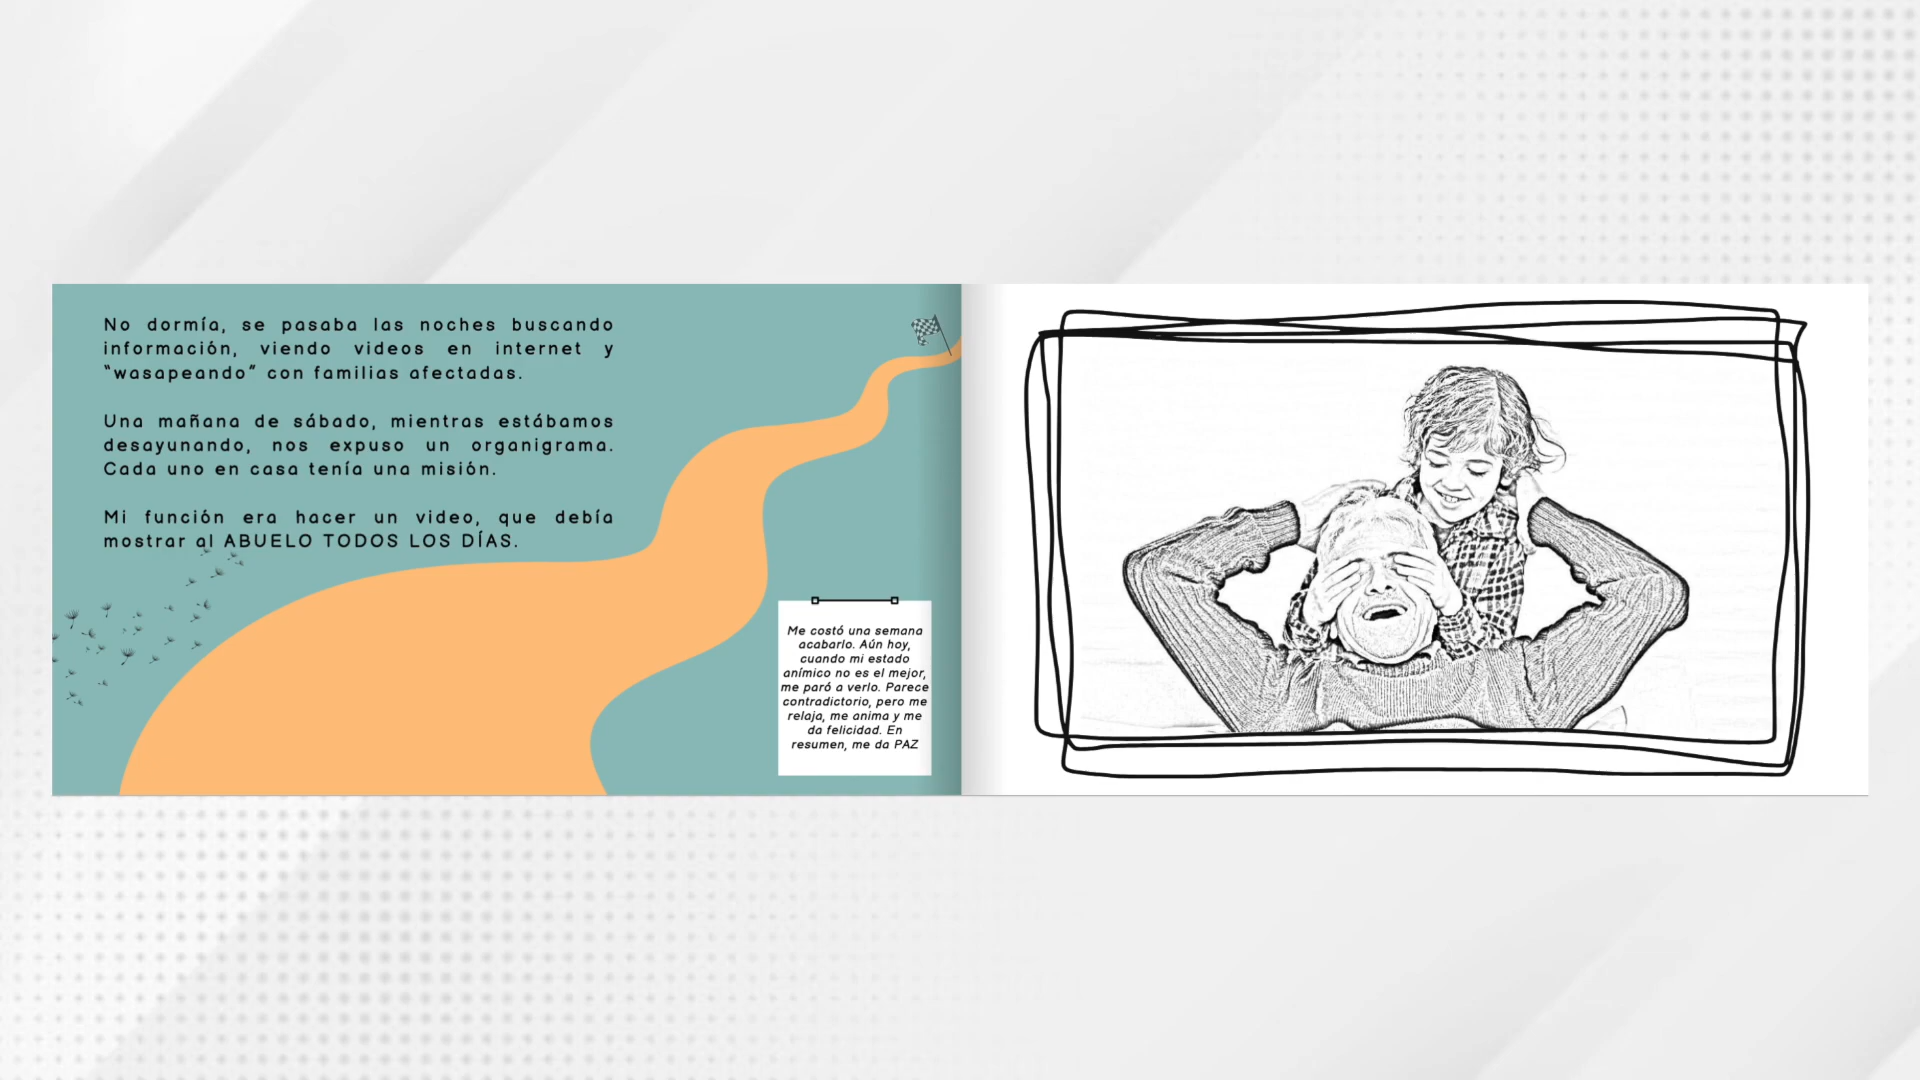 No dormía, se pasaba las noches buscando
información, viendo videos en internet y
“wasapeando” con familias afectadas.
Una mañana de sábado, mientras estábamos
desayunando, nos expuso un organigrama.
Cada uno en casa tenía una misión.
Mi función era hacer un video, que debía
mostrar al ABUELO TODOS LOS DÍAS.
Me costó una semana
acabarlo. Aún hoy,
cuando mi estado
anímico no es el mejor,
me paró a verlo. Parece
contradictorio, pero me
relaja, me anima y me
da felicidad. En
resumen, me da PAZ